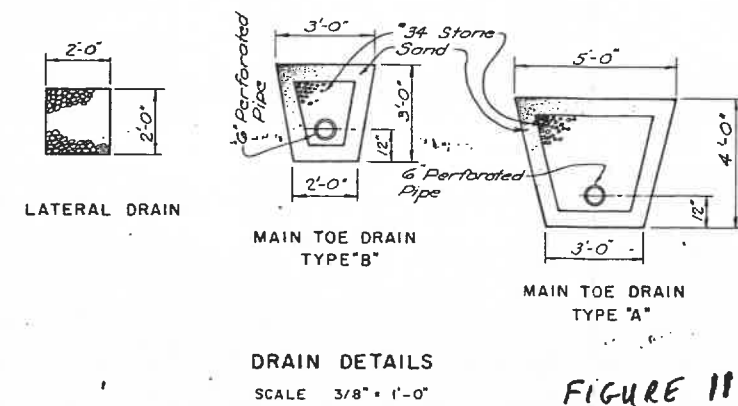 2'-0"
2'-0"
LATERAL DRAIN
3'-0"
6" Perforated
Pipe
3'-0"
12"
2'-0"
MAIN TOE DRAIN
TYPE "B"
#34 Stone
Sand
5'-0"
4'-0"
6" Perforated
Pipe
12"
3'-0"
MAIN TOE DRAIN
TYPE "A"
DRAIN DETAILS
SCALE 3/8" = 1'-0"
FIGURE 11